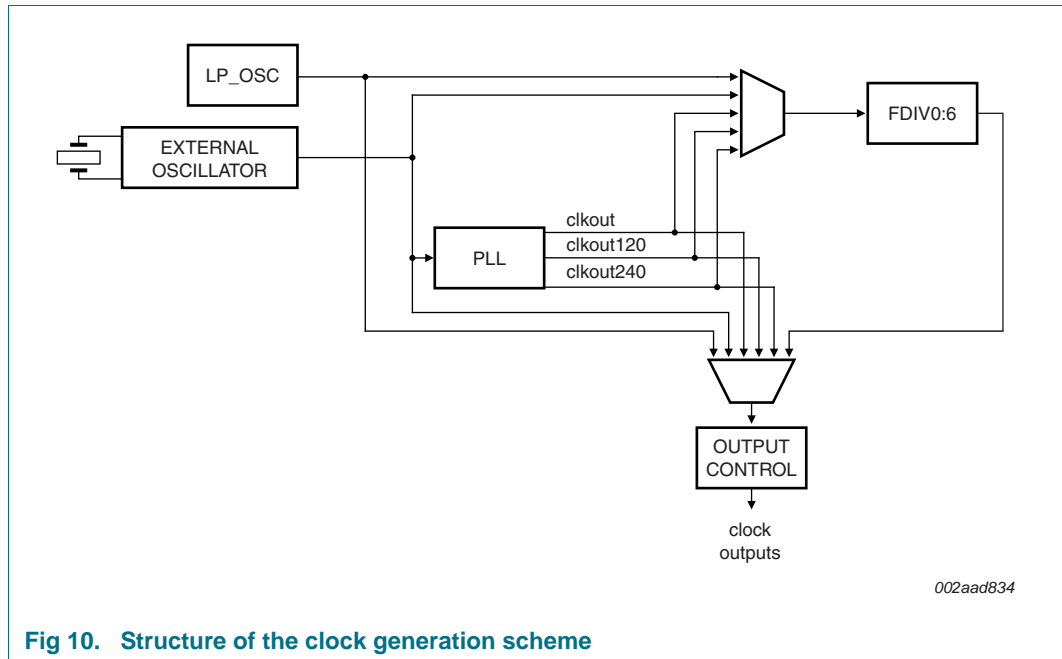 LP_OSC
EXTERNAL
OSCILLATOR
FDIV0:6
PLL
clkout
clkout120
clkout240
OUTPUT
CONTROL
clock
outputs
002aad834
Fig 10. Structure of the clock generation scheme